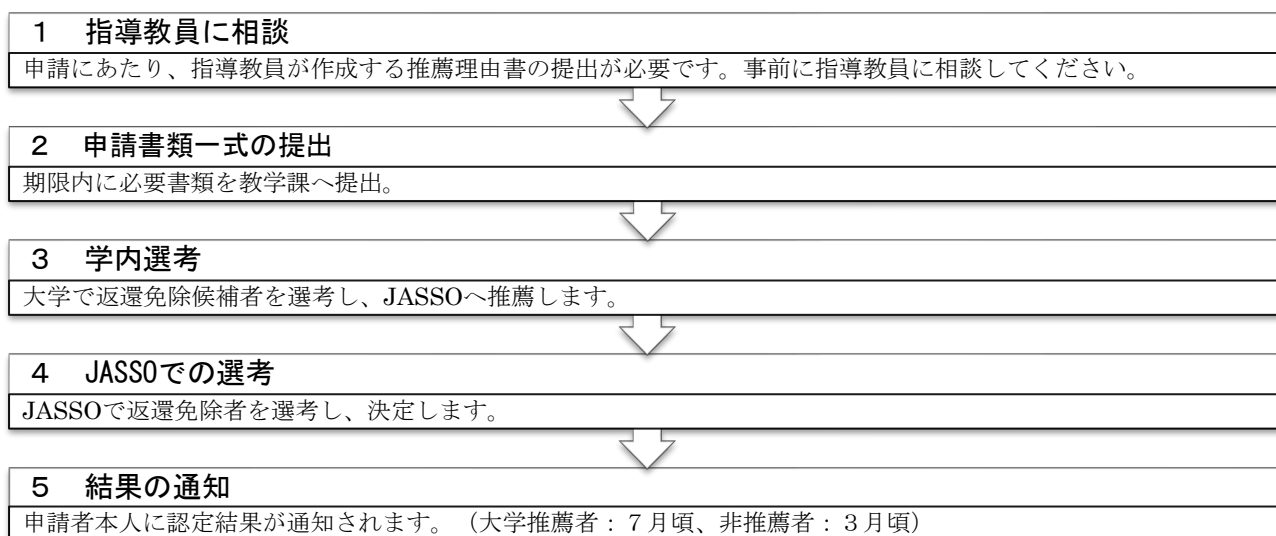 １　指導教員に相談
申請にあたり、指導教員が作成する推薦理由書の提出が必要です。事前に指導教員に相談してください。
２　申請書類一式の提出
期限内に必要書類を教学課へ提出。
３　学内選考
大学で返還免除候補者を選考し、JASSOへ推薦します。
４　JASSOでの選考
JASSOで返還免除者を選考し、決定します。
５　結果の通知
申請者本人に認定結果が通知されます。（大学推薦者：７月頃、非推薦者：３月頃）